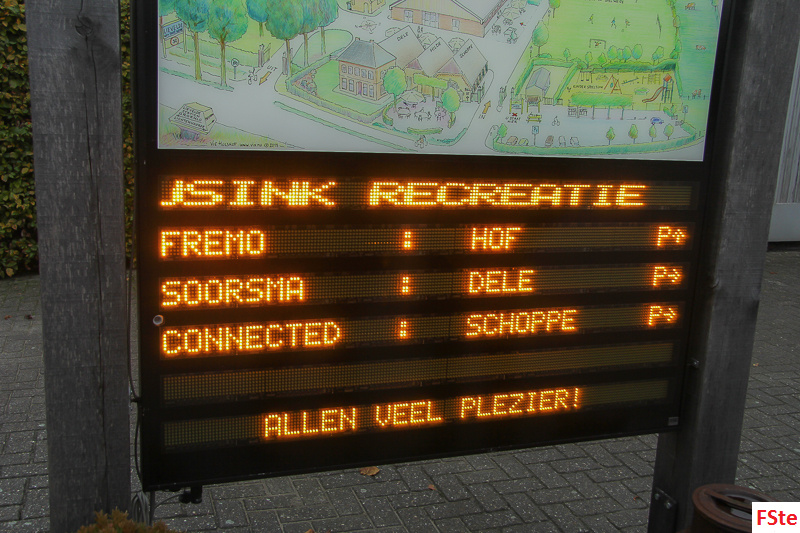 JSINK RECREATIE
FREMO : HOF P→
SOORSMA : DELE P→
CONNECTED : SCHOPPE P→
ALLEN VEEL PLEZIER!
FSte